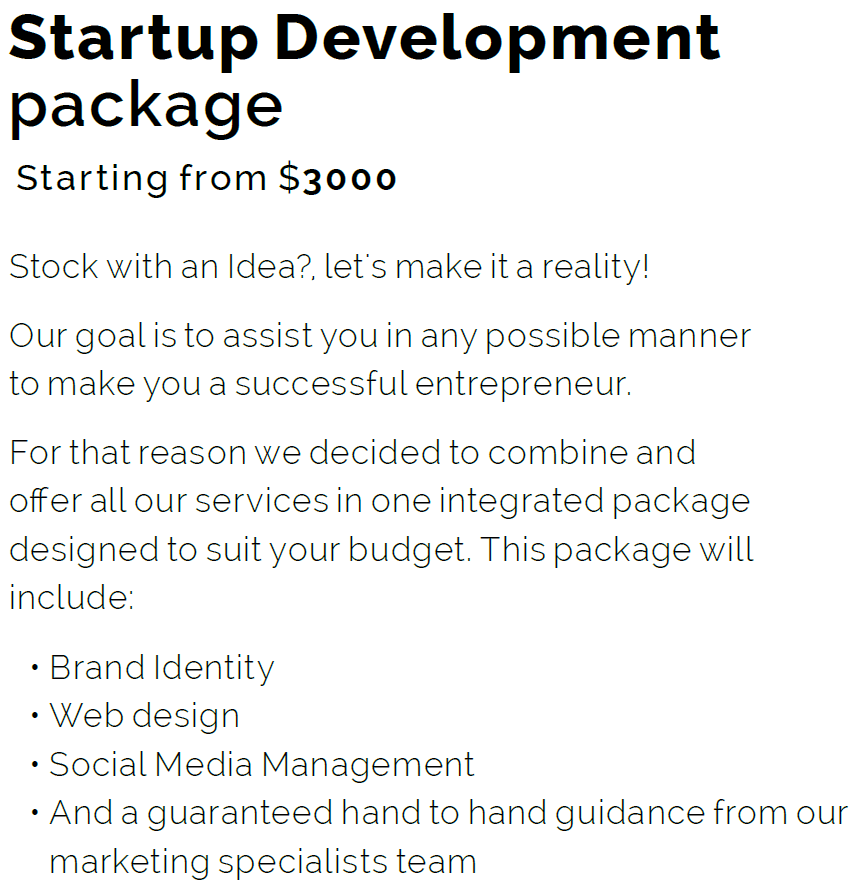 Startup Development
package
Starting from $3000
Stock with an Idea?, let's make it a reality!
Our goal is to assist you in any possible manner
to make you a successful entrepreneur.
For that reason we decided to combine and
offer all our services in one integrated package
designed to suit your budget. This package will
include:
• Brand Identity
• Web design
• Social Media Management
• And a guaranteed hand to hand guidance from our
marketing specialists team